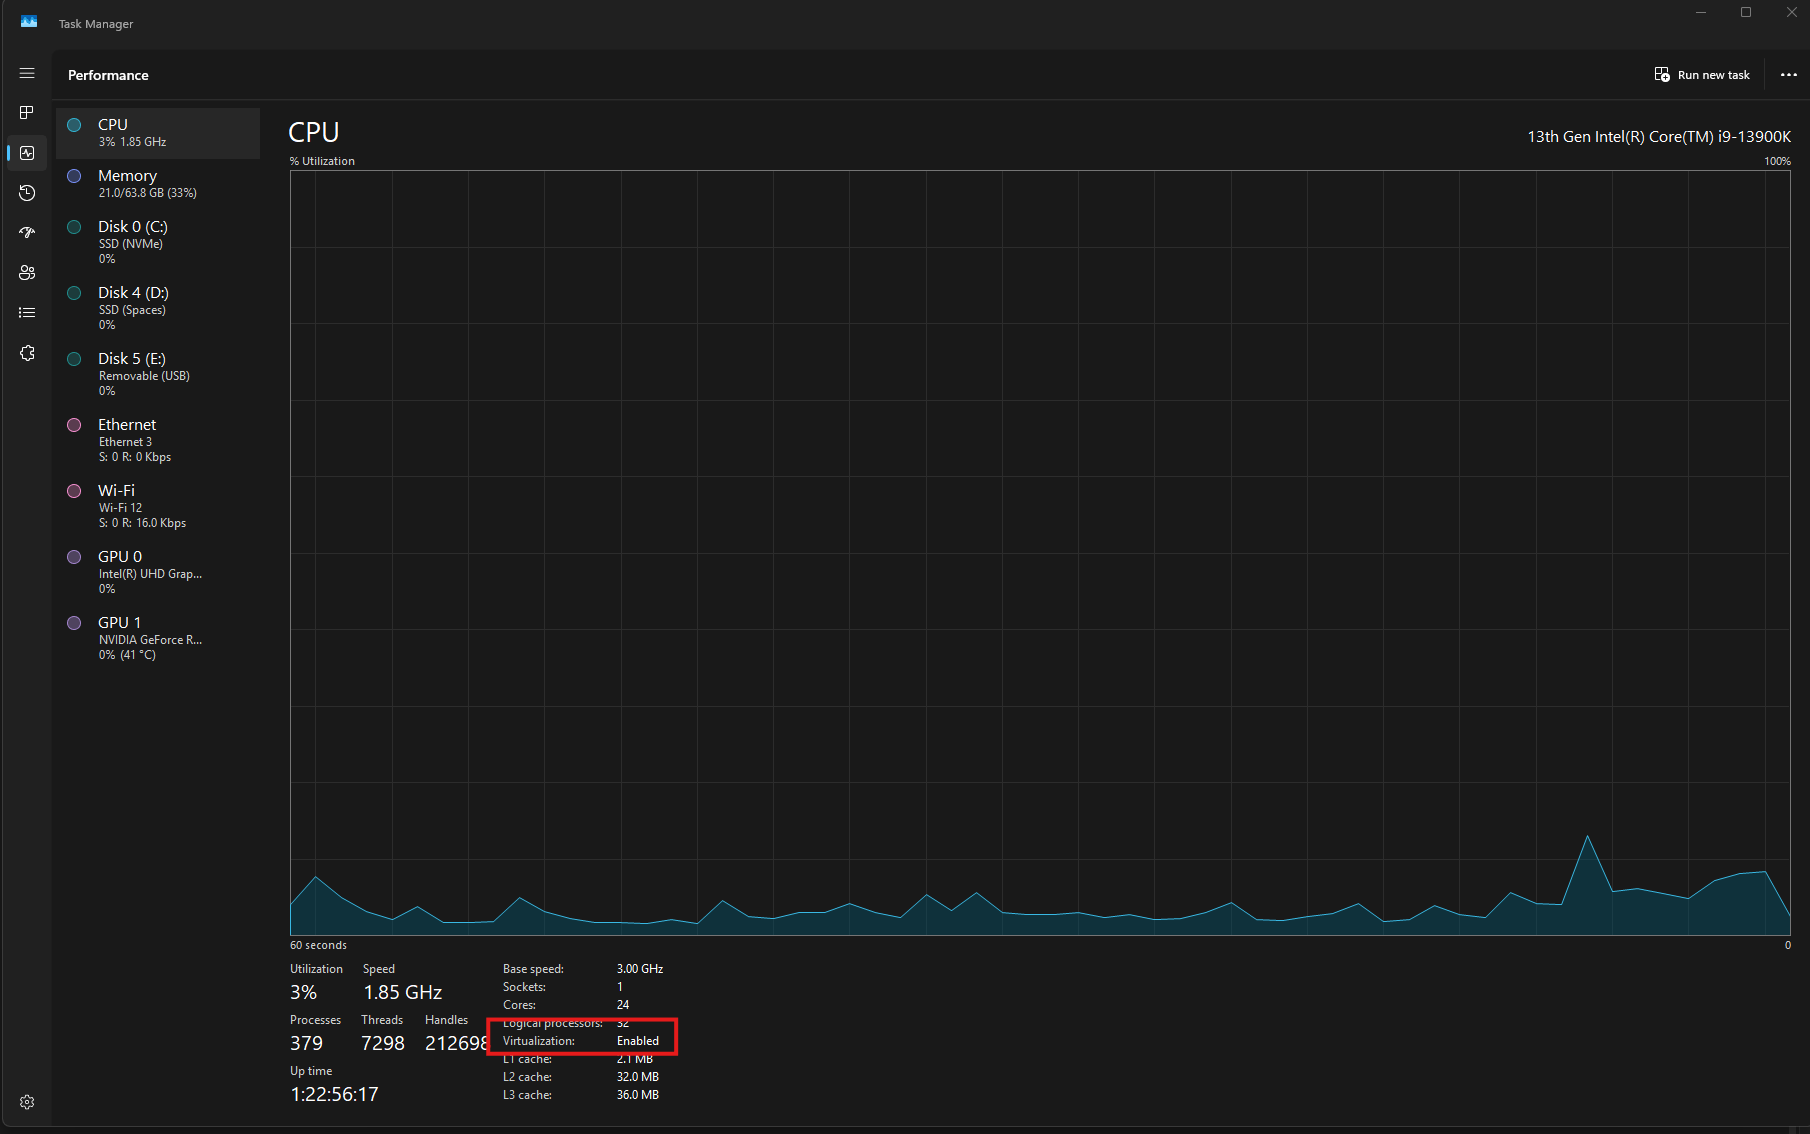 Task Manager
Performance
Run new task
CPU
3% 1.85 GHz
Memory
21.0/63.8 GB (33%)
Disk 0 (C:)
SSD (NVMe)
0%
Disk 4 (D:)
SSD (Spaces)
0%
Disk 5 (E:)
Removable (USB)
0%
Ethernet
Ethernet 3
S: 0 R: 0 Kbps
Wi-Fi
Wi-Fi 12
S: 0 R: 16.0 Kbps
GPU 0
Intel(R) UHD Grap...
0%
GPU 1
NVIDIA GeForce R...
0% (41 °C)
CPU
13th Gen Intel(R) Core(TM) i9-13900K
% Utilization
100%
60 seconds
0
Utilization Speed
3% 1.85 GHz
Processes Threads Handles
379 7298 212698
Up time
1:22:56:17
Base speed: 3.00 GHz
Sockets: 1
Cores: 24
Logical processors: 32
Virtualization: Enabled
L1 cache: 2.1 MB
L2 cache: 32.0 MB
L3 cache: 36.0 MB